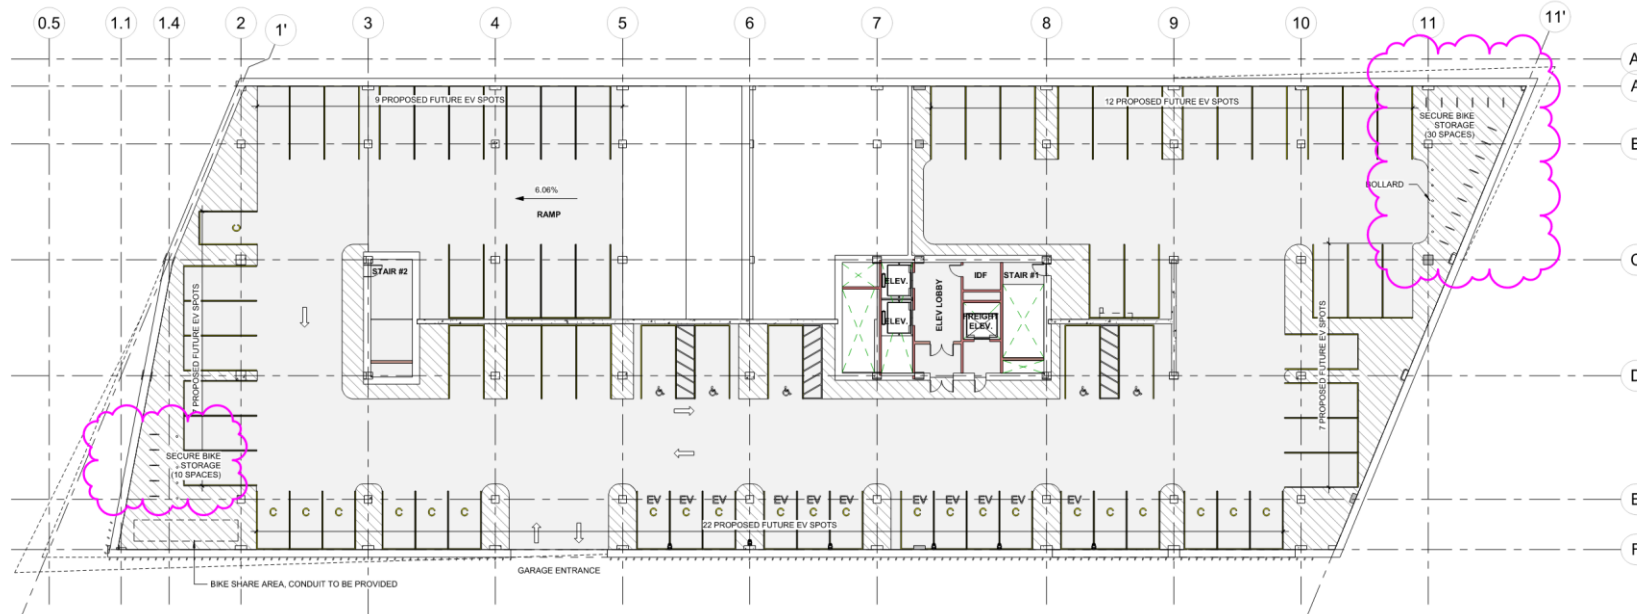 0.5 1.1 1.4 2 3 4 5 6 7 8 9 10 11
1' 11'
A
A
9 PROPOSED FUTURE EV SPOTS
12 PROPOSED FUTURE EV SPOTS
SECURE BIKE
STORAGE
(30 SPACES)
B
BOLLARD
6.06%
RAMP
C
C
STAIR #2
ELEV.
ELEV.
ELEV LOBBY
IDF
STAIR #1
FREIGHT
ELEV.
7 PROPOSED FUTURE EV SPOTS
7 PROPOSED FUTURE EV SPOTS
D
SECURE BIKE
STORAGE
(10 SPACES)
E
EV EV EV EV EV EV EV EV EV EV EV EV
C C C C C C C C C C C C C C C C C C C C C C
22 PROPOSED FUTURE EV SPOTS
F
GARAGE ENTRANCE
BIKE SHARE AREA, CONDUIT TO BE PROVIDED